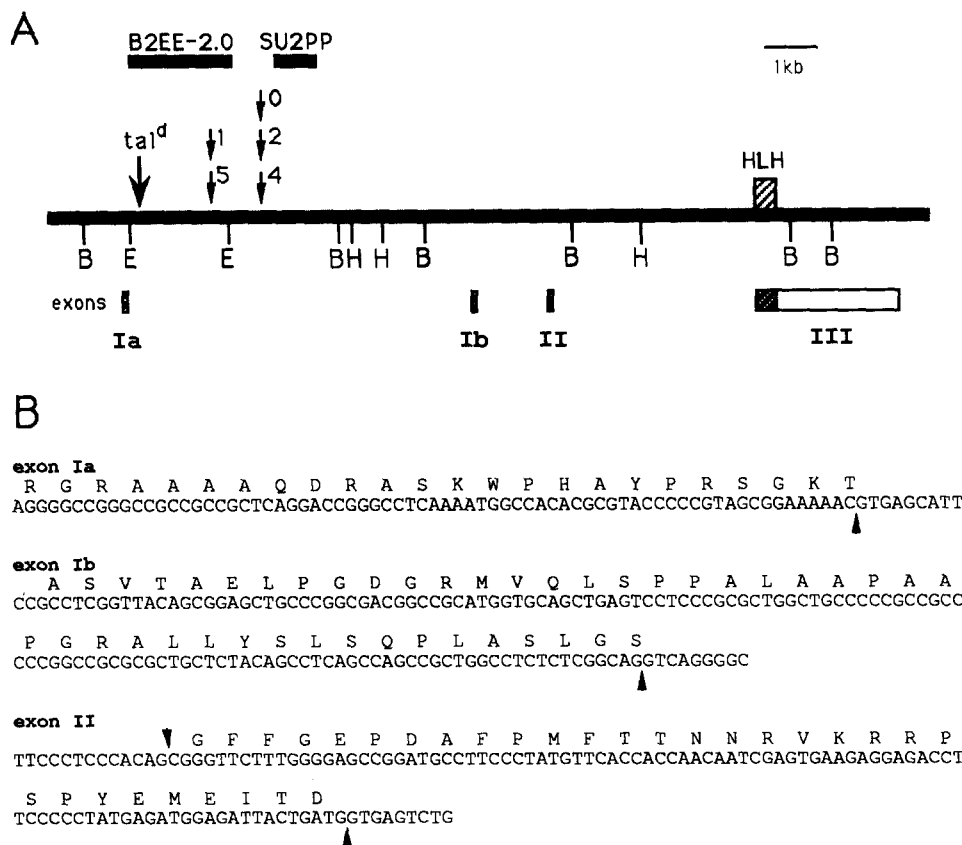 A
B2EE-2.0 SU2PP
1kb
0
tal^d 1 2
5 4
HLH
B E E B H H B B H B B
exons
Ia Ib II III
B
exon Ia
R G R A A A A Q D R A S K W P H A Y P R S G K T
AGGGGCCGGGCCGCCGCCGCTCAGGACCGGGCCTCAAAATGGCCACACGCGTACCCCCGTAGCGGAAAAACGTGAGCATT
exon Ib
A S V T A E L P G D G R M V Q L S P P A L A A P A A
CCGCCTCGGTTACAGCGGAGCTGCCCGGCGACGGCCGCATGGTGCAGCTGAGTCCTCCCGCGCTGGCTGCCCCCGCCGCC
P G R A L L Y S L S Q P L A S L G S
CCCGGCCGCGCGCTGCTCTACAGCCTCAGCCAGCCGCTGGCCTCTCTCGGCAGGTCAGGGGC
exon II
G F F G E P D A F P M F T T N N R V K R R P
TTCCCTCCCACAGCGGGTTCTTTGGGGAGCCGGATGCCTTCCCTATGTTCACCACCAACAATCGAGTGAAGAGGAGACCT
S P Y E M E I T D
TCCCCCTATGAGATGGAGATTACTGATGGTGAGTCTG